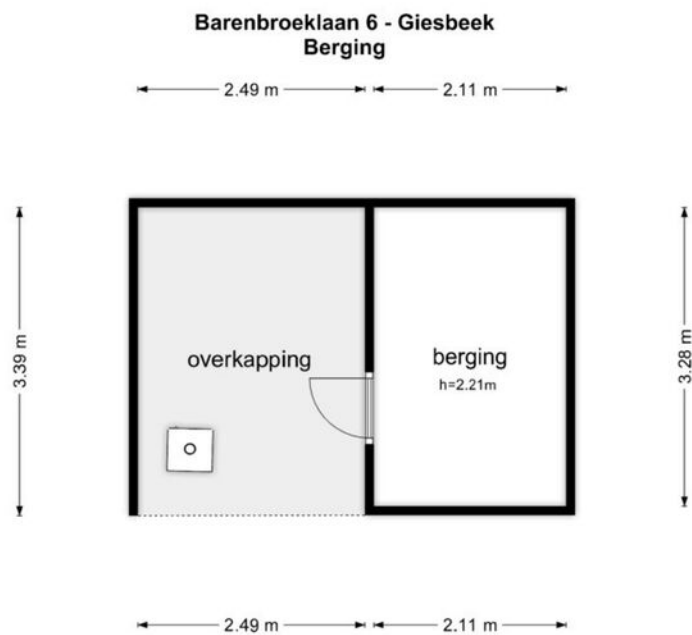 Barenbroeklaan 6 - Giesbeek
Berging
2.49 m
2.11 m
3.39 m
3.28 m
overkapping
berging
h=2.21m
2.49 m
2.11 m